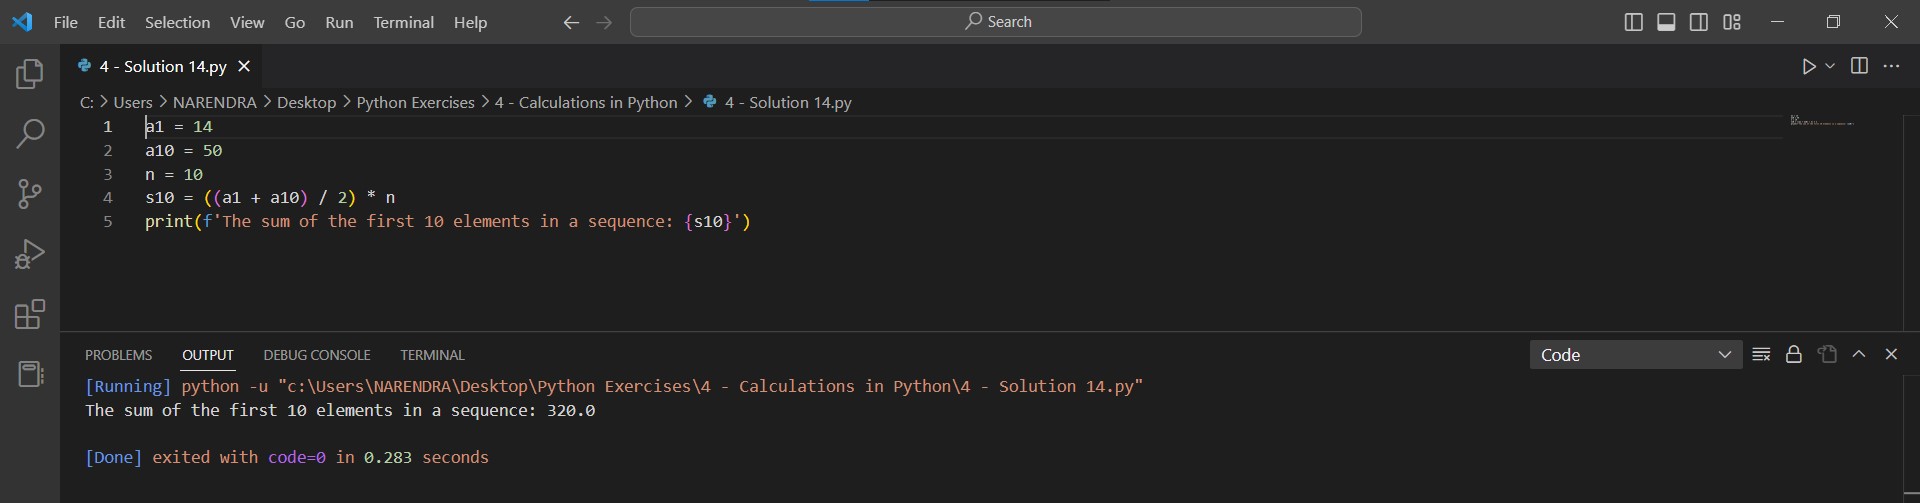 File Edit Selection View Go Run Terminal Help Search
4 - Solution 14.py
C: > Users > NARENDRA > Desktop > Python Exercises > 4 - Calculations in Python > 4 - Solution 14.py
1 a1 = 14
2 a10 = 50
3 n = 10
4 s10 = ((a1 + a10) / 2) * n
5 print(f'The sum of the first 10 elements in a sequence: {s10}')
PROBLEMS OUTPUT DEBUG CONSOLE TERMINAL Code
[Running] python -u "c:\Users\NARENDRA\Desktop\Python Exercises\4 - Calculations in Python\4 - Solution 14.py"
The sum of the first 10 elements in a sequence: 320.0
[Done] exited with code=0 in 0.283 seconds